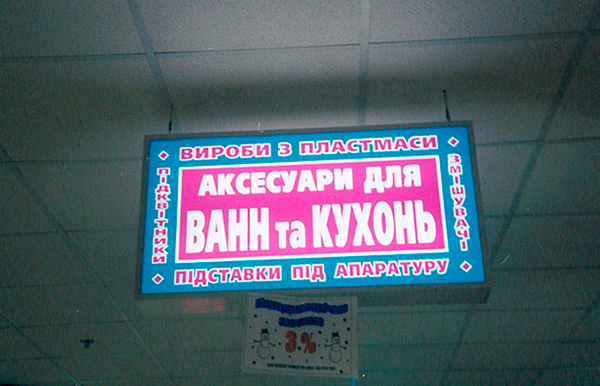 ВИРОБИ З ПЛАСТМАСИ
ПІДКВІТНИКИ
АКСЕСУАРИ ДЛЯ
ВАНН та КУХОНЬ
ЗМІШУВАЧІ
ПІДСТАВКИ ПІД АПАРАТУРУ
3%